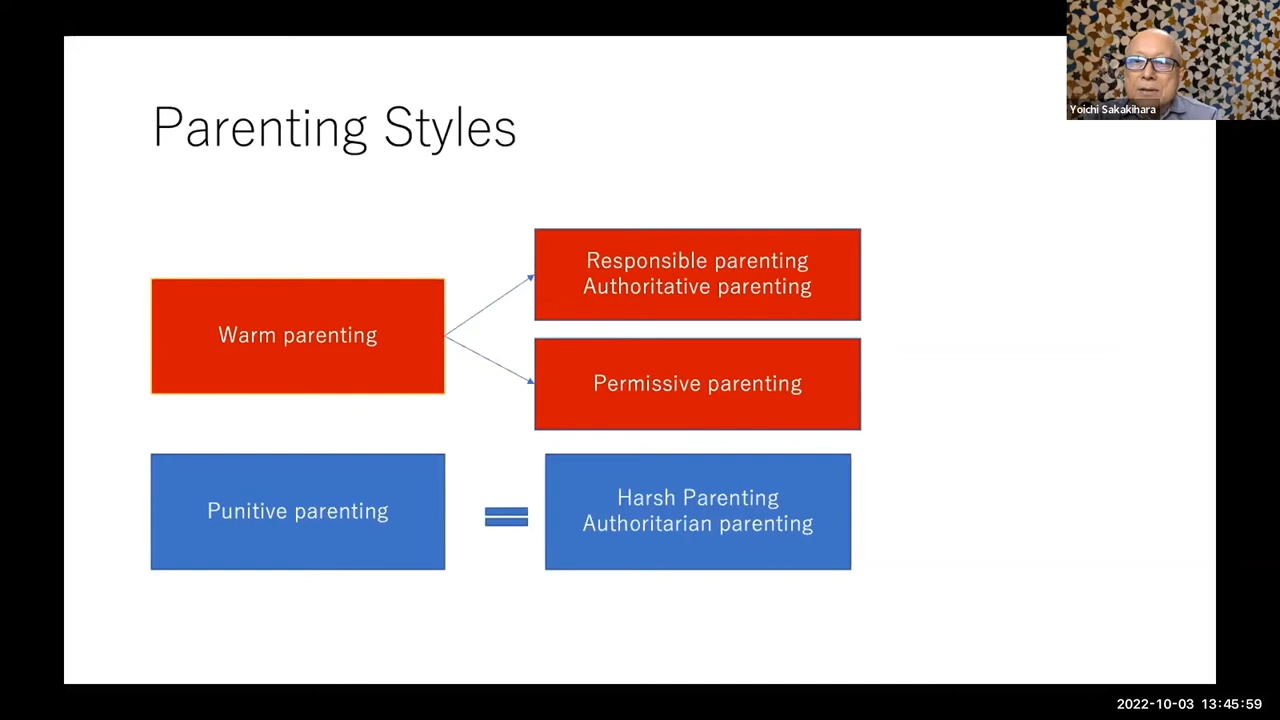 Yoichi Sakakihara
Parenting Styles
Warm parenting
Responsible parenting
Authoritative parenting
Permissive parenting
Punitive parenting
Harsh Parenting
Authoritarian parenting
2022-10-03 13:45:59